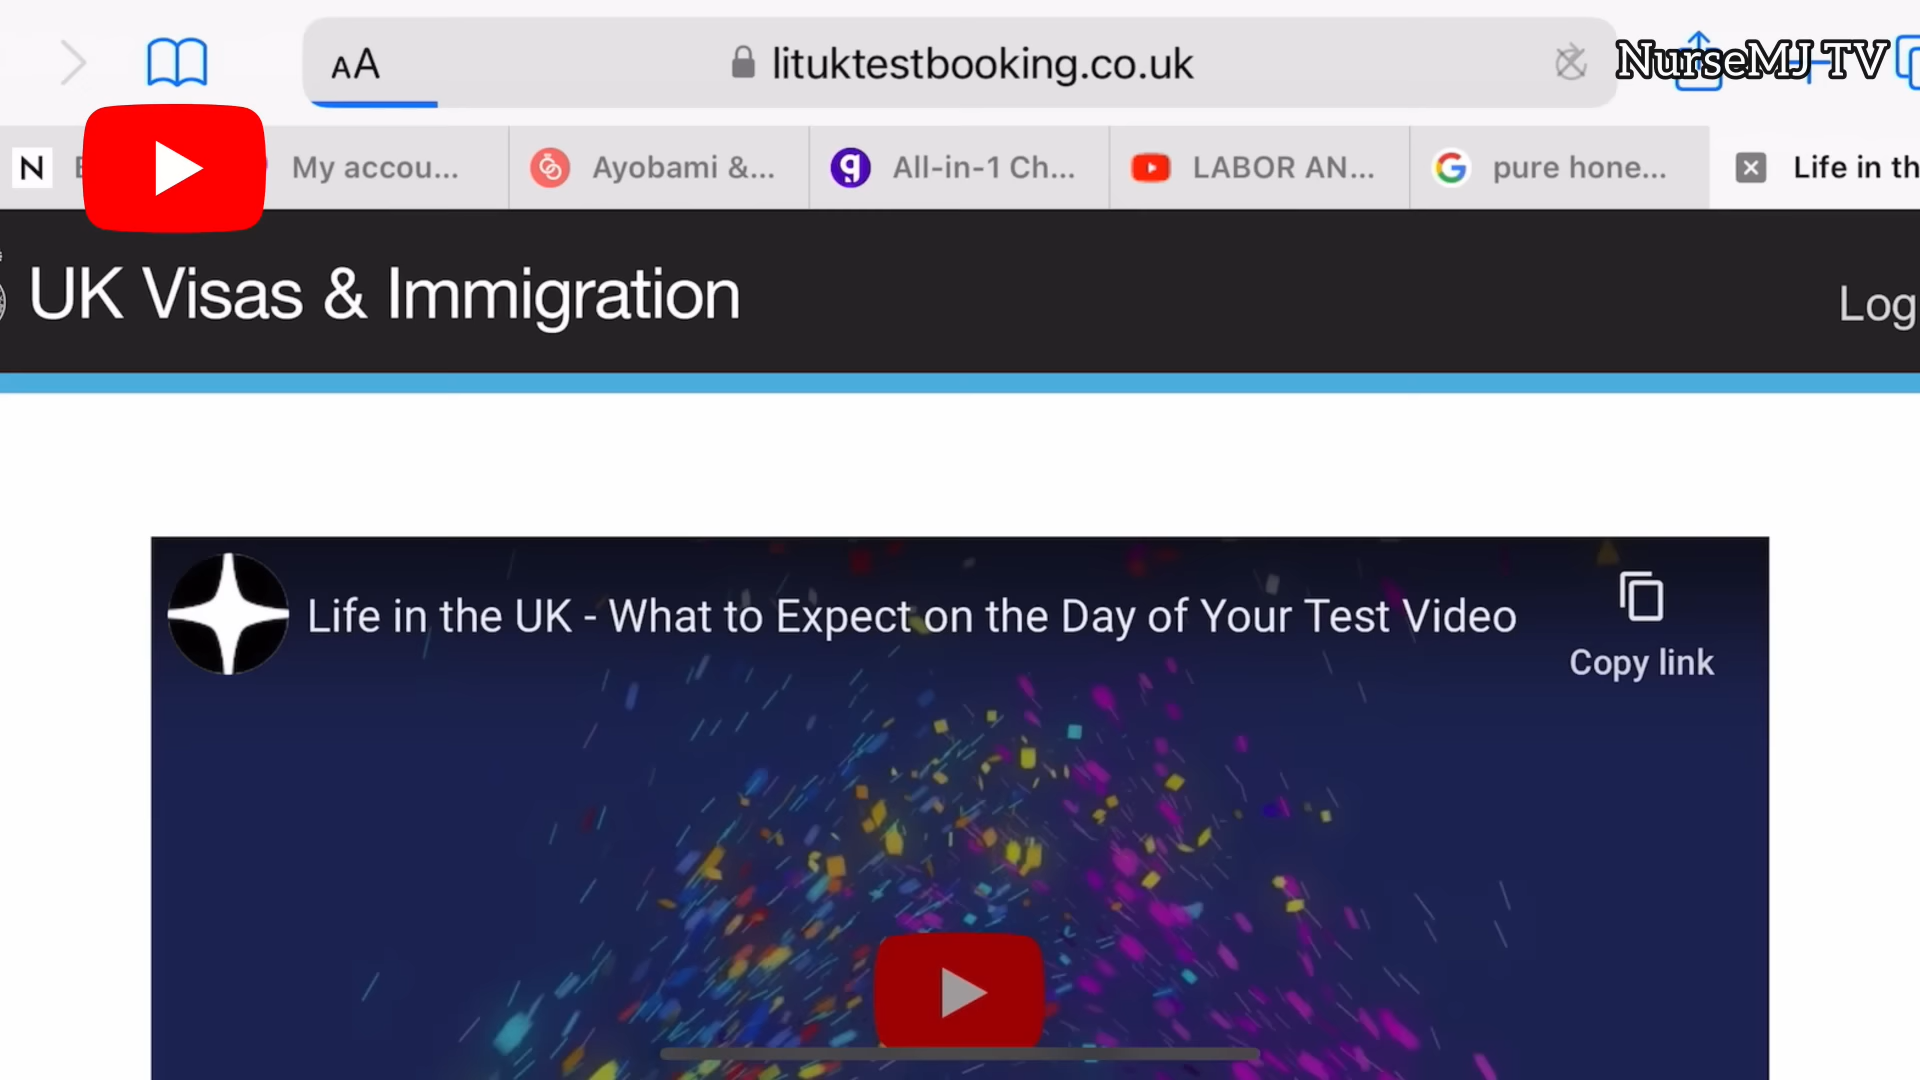 AA lituktestbooking.co.uk NurseMJ TV
N My accou... Ayobami &... g All-in-1 Ch... LABOR AN... G pure hone... Life in th
UK Visas & Immigration Log
Life in the UK - What to Expect on the Day of Your Test Video
Copy link